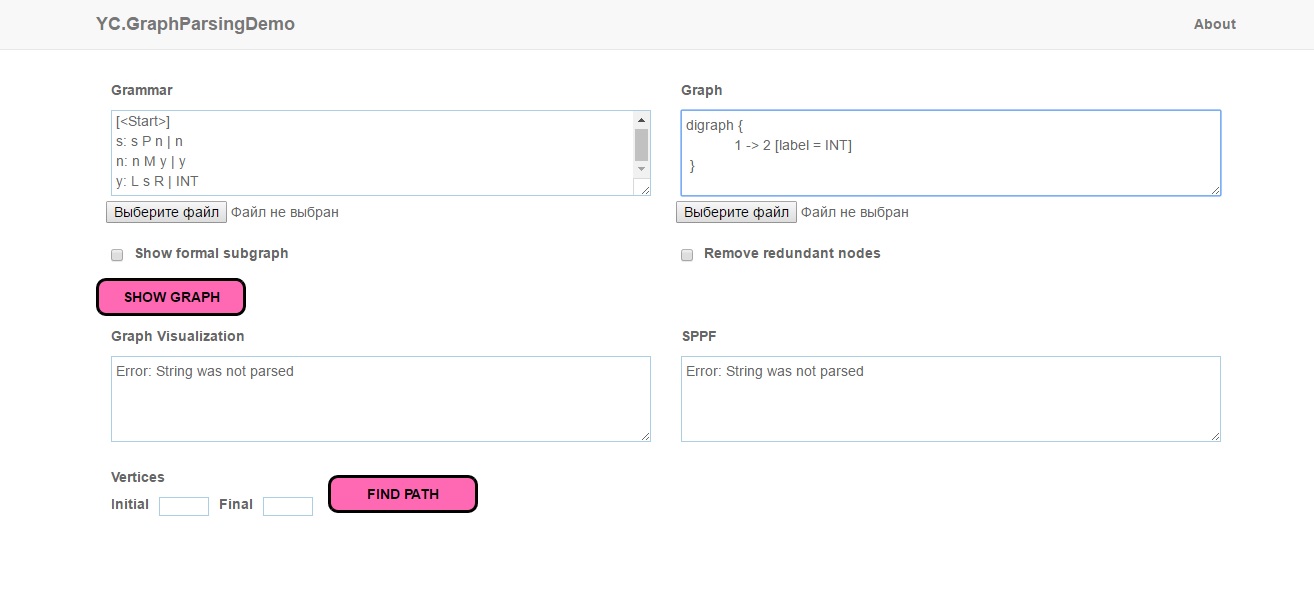 YC.GraphParsingDemo
About
Grammar
[<Start>]
s: s P n | n
n: n M y | y
y: L s R | INT
Выберите файл Файл не выбран
Show formal subgraph
Graph
digraph {
1 -> 2 [label = INT]
}
Выберите файл Файл не выбран
Remove redundant nodes
SHOW GRAPH
Graph Visualization
Error: String was not parsed
SPPF
Error: String was not parsed
Vertices
Initial
Final
FIND PATH